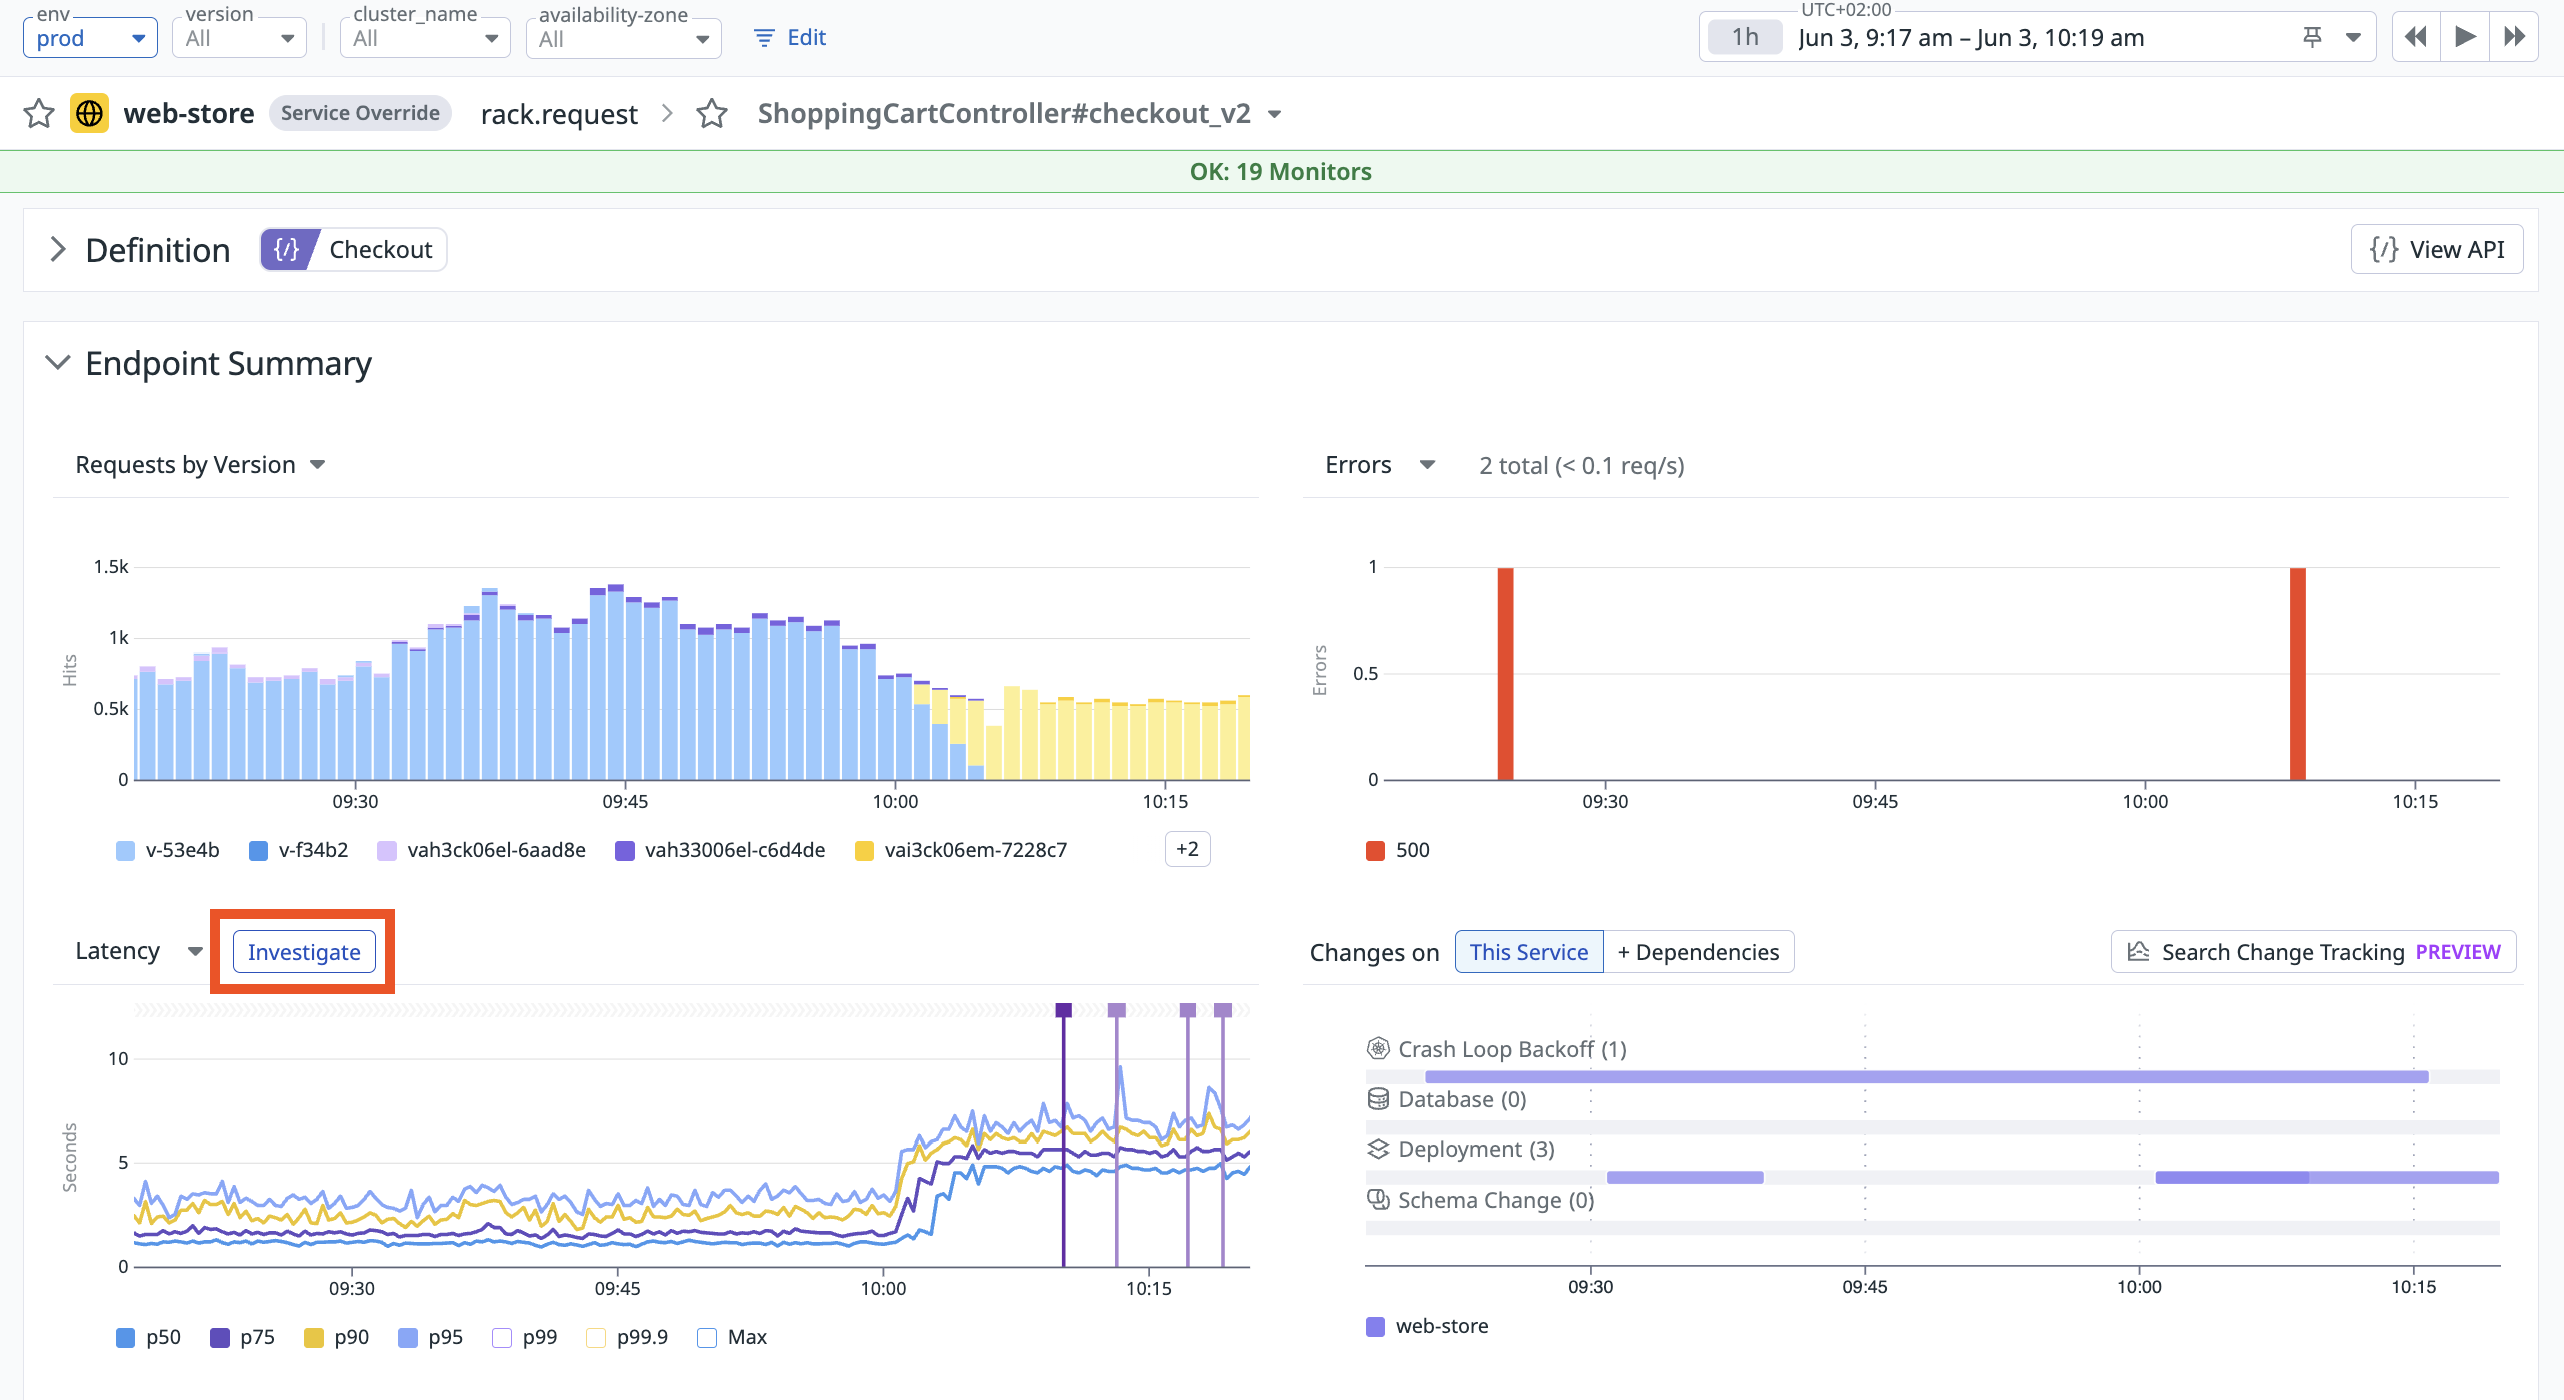 env version cluster_name availability-zone UTC+02:00
prod All All All Edit 1h Jun 3, 9:17 am – Jun 3, 10:19 am
web-store Service Override rack.request ShoppingCartController#checkout_v2
OK: 19 Monitors
Definition {/} Checkout {/} View API
Endpoint Summary
Requests by Version
1.5k
1k
0.5k
0
Hits
09:30 09:45 10:00 10:15
v-53e4b v-f34b2 vah3ck06el-6aad8e vah33006el-c6d4de vai3ck06em-7228c7 +2
Errors 2 total (< 0.1 req/s)
1
0.5
0
Errors
09:30 09:45 10:00 10:15
500
Latency Investigate
10
5
0
Seconds
09:30 09:45 10:00 10:15
p50 p75 p90 p95 p99 p99.9 Max
Changes on This Service + Dependencies Search Change Tracking PREVIEW
Crash Loop Backoff (1)
Database (0)
Deployment (3)
Schema Change (0)
09:30 09:45 10:00 10:15
web-store